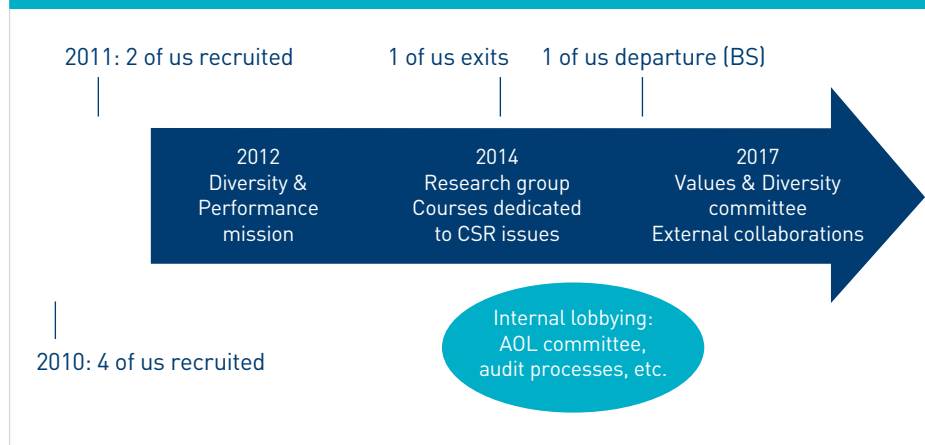 2011: 2 of us recruited
1 of us exits
1 of us departure (BS)
2012
Diversity &
Performance
mission
2014
Research group
Courses dedicated
to CSR issues
2017
Values & Diversity
committee
External collaborations
2010: 4 of us recruited
Internal lobbying:
AOL committee,
audit processes, etc.